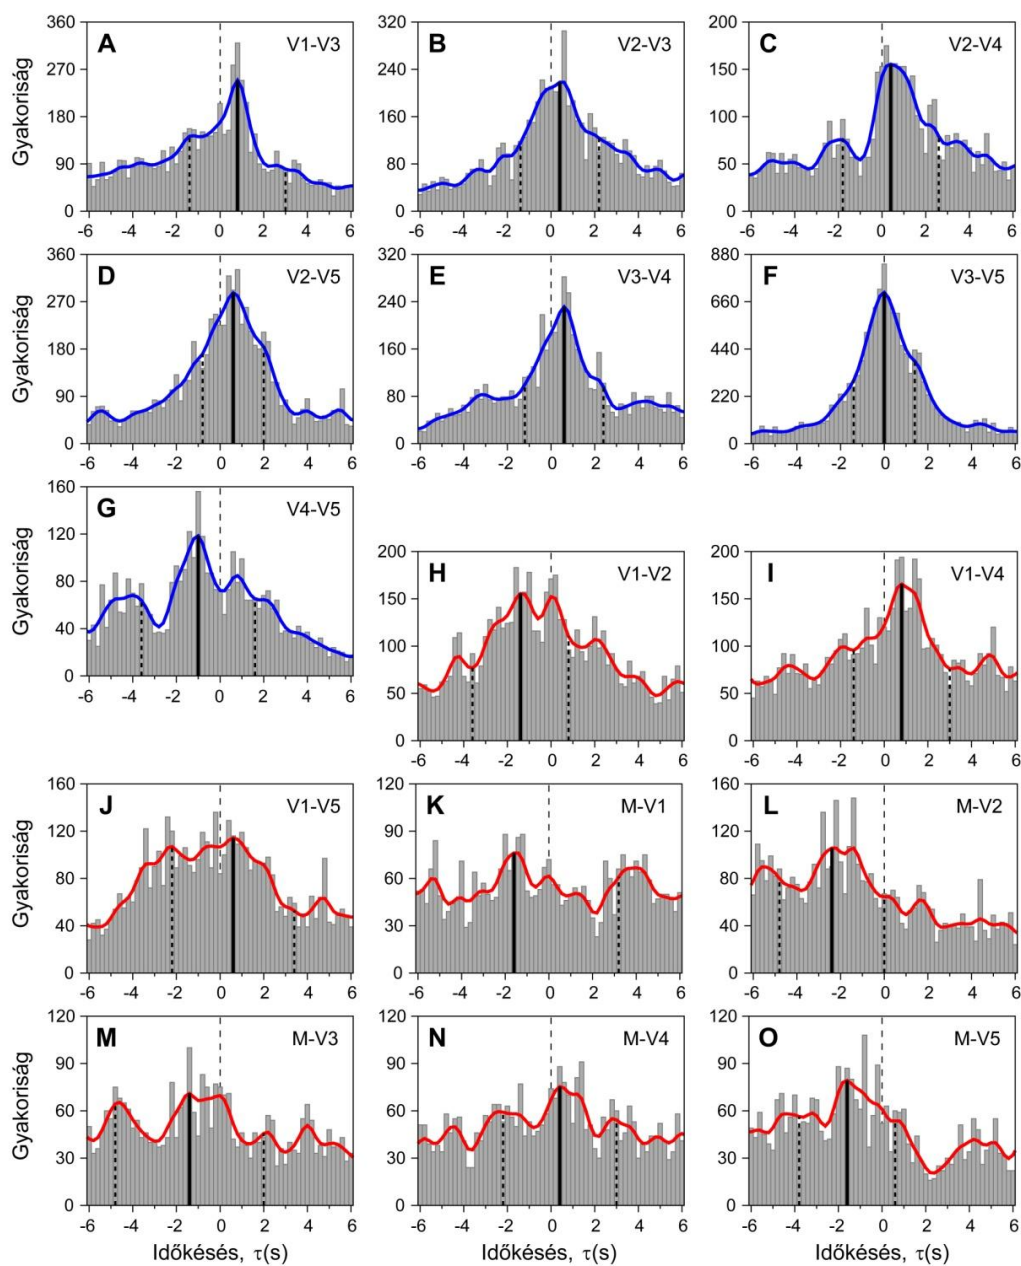 360
270
180
90
0
Gyakoriság
A
V1-V3
-6 -4 -2 0 2 4 6
320
240
160
80
0
B
V2-V3
-6 -4 -2 0 2 4 6
200
150
100
50
0
C
V2-V4
-6 -4 -2 0 2 4 6
360
270
180
90
0
Gyakoriság
D
V2-V5
-6 -4 -2 0 2 4 6
320
240
160
80
0
E
V3-V4
-6 -4 -2 0 2 4 6
880
660
440
220
0
F
V3-V5
-6 -4 -2 0 2 4 6
160
120
80
40
0
Gyakoriság
G
V4-V5
-6 -4 -2 0 2 4 6
200
150
100
50
0
H
V1-V2
-6 -4 -2 0 2 4 6
200
150
100
50
0
I
V1-V4
-6 -4 -2 0 2 4 6
160
120
80
40
0
Gyakoriság
J
V1-V5
-6 -4 -2 0 2 4 6
120
90
60
30
0
K
M-V1
-6 -4 -2 0 2 4 6
160
120
80
40
0
L
M-V2
-6 -4 -2 0 2 4 6
120
90
60
30
0
Gyakoriság
M
M-V3
-6 -4 -2 0 2 4 6
Időkésés, τ(s)
120
90
60
30
0
N
M-V4
-6 -4 -2 0 2 4 6
Időkésés, τ(s)
120
90
60
30
0
O
M-V5
-6 -4 -2 0 2 4 6
Időkésés, τ(s)